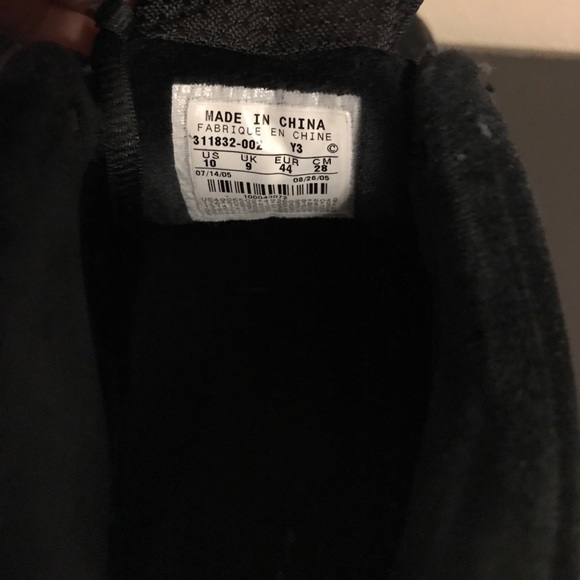 MADE IN CHINA
FABRIQUE EN CHINE
311832-002 Y3 ©
US UK EUR CM
10 9 44 28
07/14/05 08/26/05